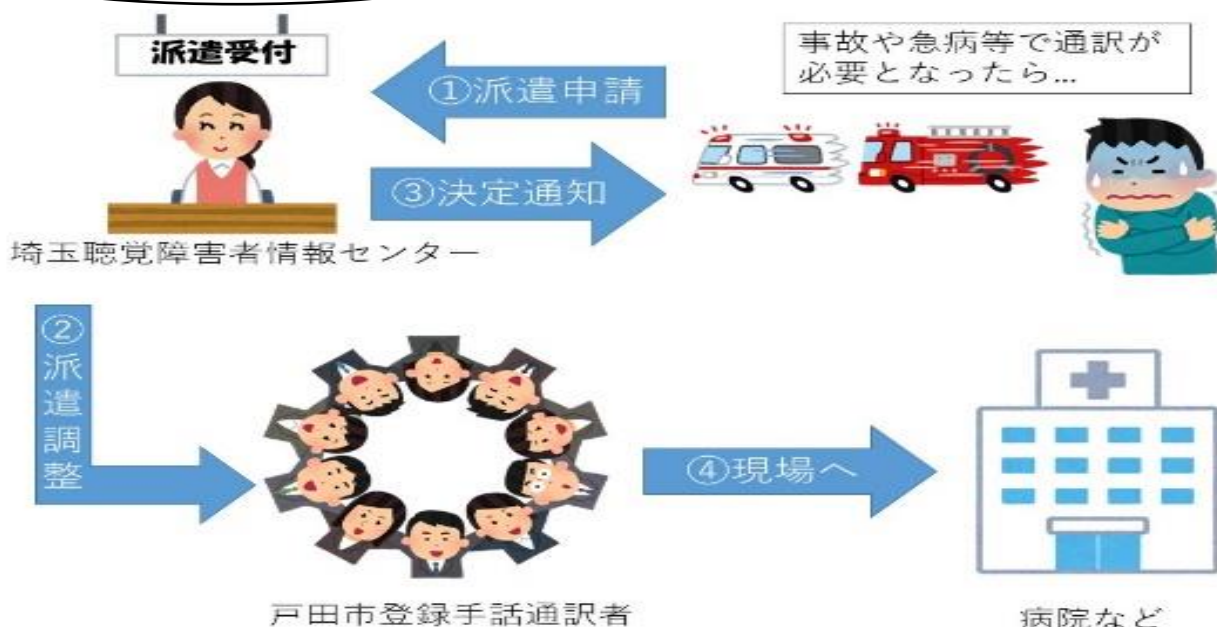 派遣受付
事故や急病等で通訳が
必要となったら…
①派遣申請
③決定通知
埼玉聴覚障害者情報センター
②派遣調整
④現場へ
戸田市登録手話通訳者
病院など